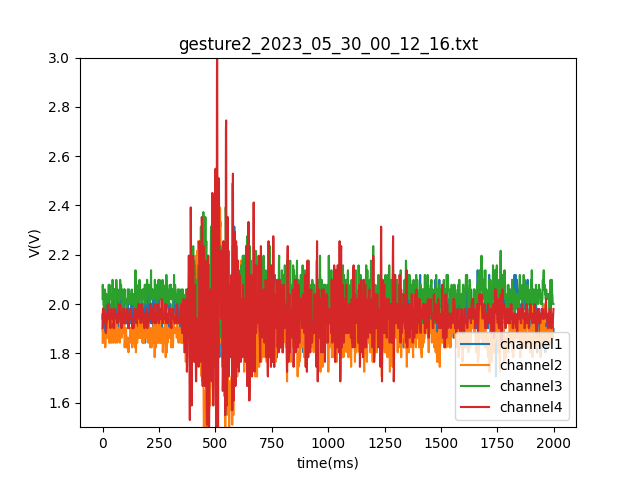 gesture2_2023_05_30_00_12_16.txt
3.0
2.8
2.6
2.4
2.2
2.0
1.8
1.6
V(V)
channel1
channel2
channel3
channel4
0 250 500 750 1000 1250 1500 1750 2000
time(ms)